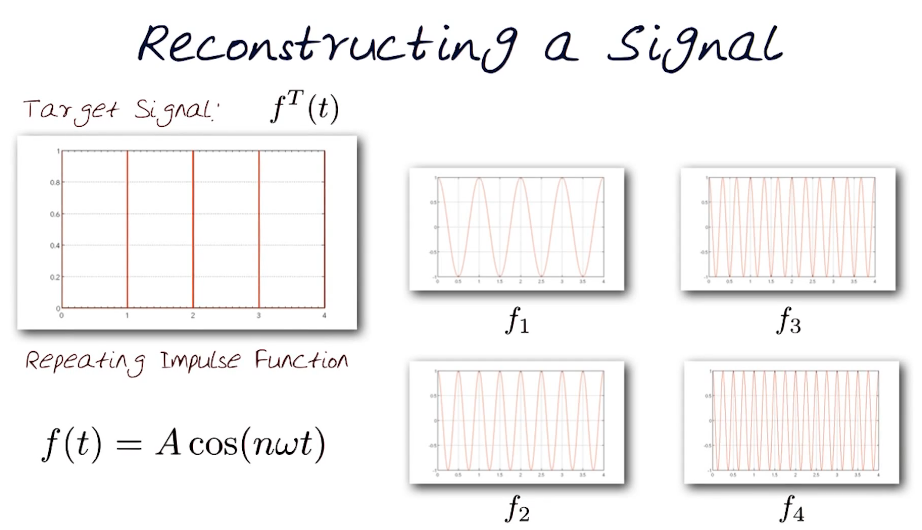 Reconstructing a Signal
Target Signal: f^T(t)
1
0.8
0.6
0.4
0.2
0
0 1 2 3 4
Repeating Impulse Function
f(t) = A cos(nωt)
1
0.5
0
-0.5
-1
0 0.5 1 1.5 2 2.5 3 3.5 4
f₁
1
0.5
0
-0.5
-1
0 0.5 1 1.5 2 2.5 3 3.5 4
f₃
1
0.5
0
-0.5
-1
0 0.5 1 1.5 2 2.5 3 3.5 4
f₂
1
0.5
0
-0.5
-1
0 0.5 1 1.5 2 2.5 3 3.5 4
f₄